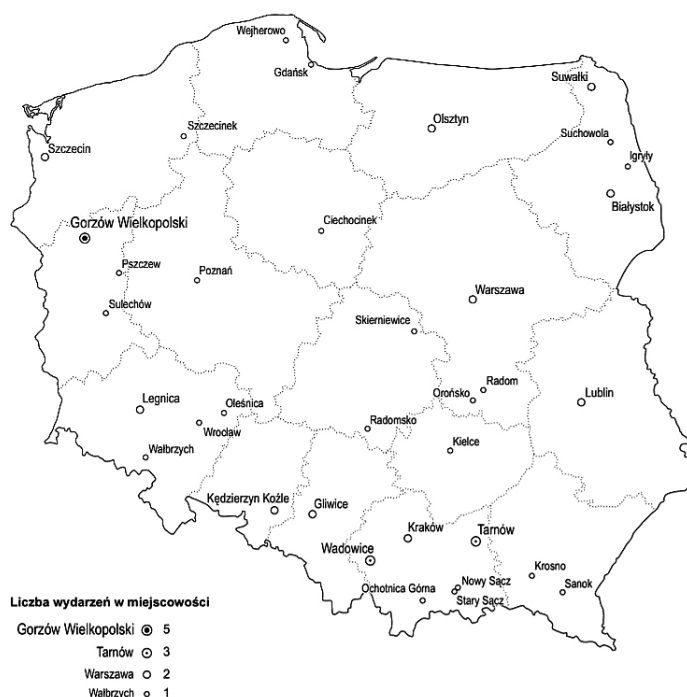 Wejherowo
Gdańsk
Suwałki
Szczecinek
Olsztyn
Suchowola
Szczecin
Igryły
Białystok
Ciechocinek
Gorzów Wielkopolski
Pszczew
Poznań
Warszawa
Sulechów
Skierniewice
Radom
Orońsko
Lublin
Legnica
Oleśnica
Wrocław
Radomsko
Kielce
Wałbrzych
Kędzierzyn Koźle
Gliwice
Kraków
Tarnów
Wadowice
Krosno
Nowy Sącz
Ochotnica Górna
Sanok
Stary Sącz
Liczba wydarzeń w miejscowości
Gorzów Wielkopolski 5
Tarnów 3
Warszawa 2
Wałbrzych 1